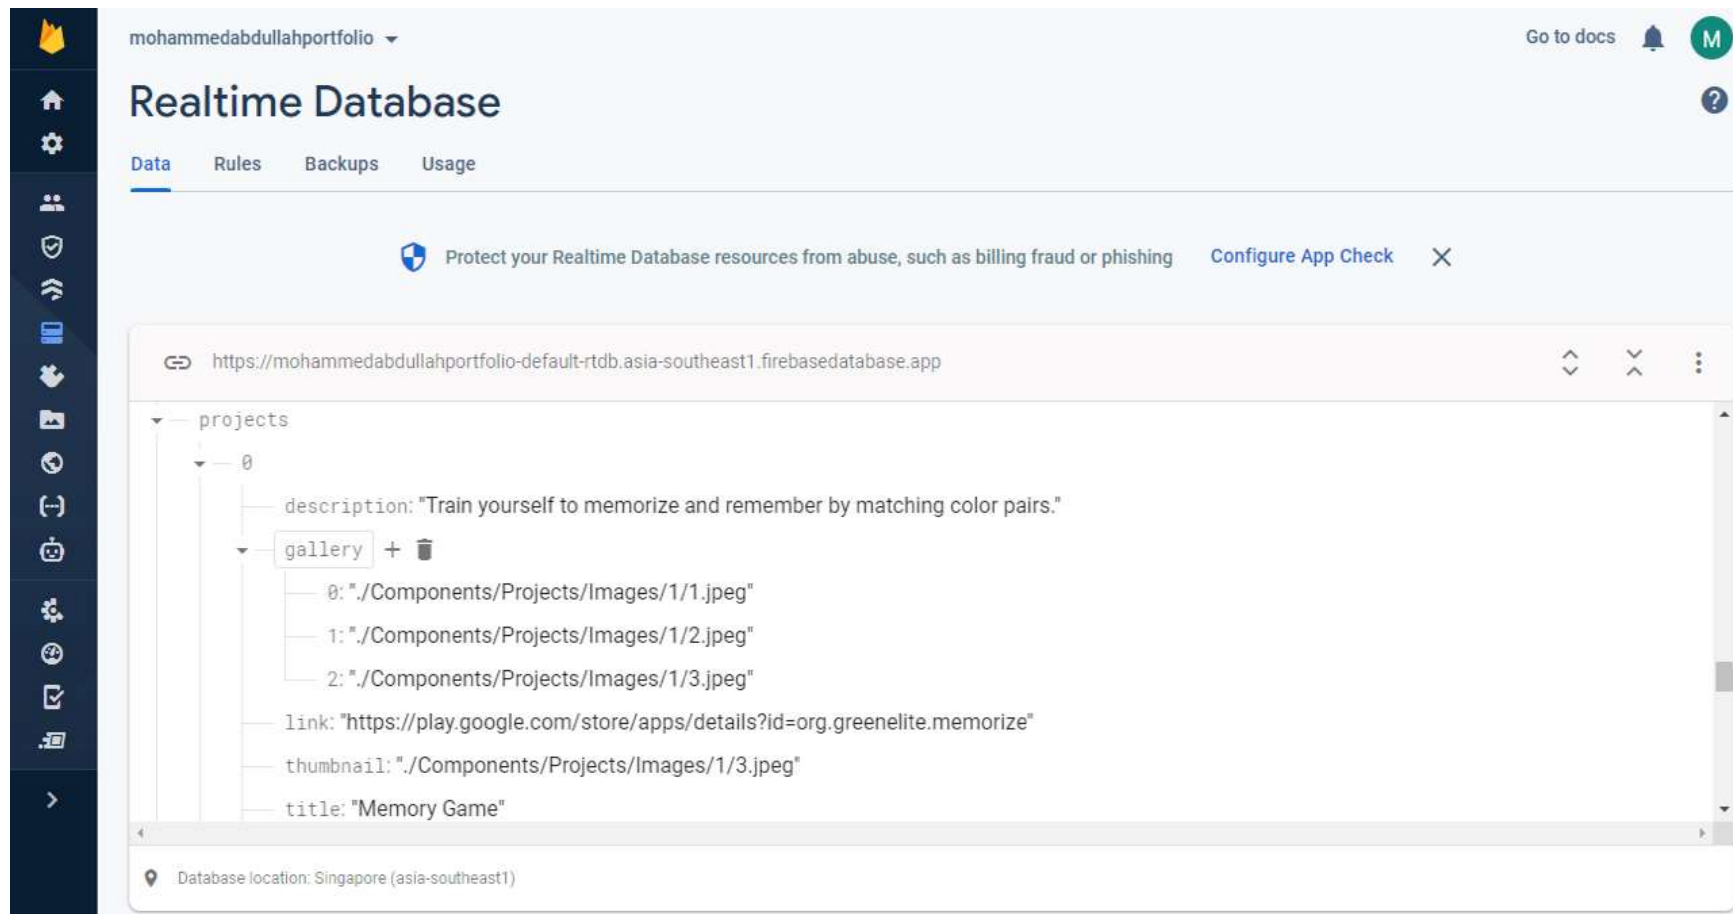 mohammedabdullahportfolio
Go to docs
M
Realtime Database
?
Data Rules Backups Usage
Protect your Realtime Database resources from abuse, such as billing fraud or phishing Configure App Check
https://mohammedabdullahportfolio-default-rtdb.asia-southeast1.firebasedatabase.app
projects
0
description: "Train yourself to memorize and remember by matching color pairs."
gallery
0: "./Components/Projects/Images/1/1.jpeg"
1: "./Components/Projects/Images/1/2.jpeg"
2: "./Components/Projects/Images/1/3.jpeg"
link: "https://play.google.com/store/apps/details?id=org.greenelite.memorize"
thumbnail: "./Components/Projects/Images/1/3.jpeg"
title: "Memory Game"
Database location: Singapore (asia-southeast1)